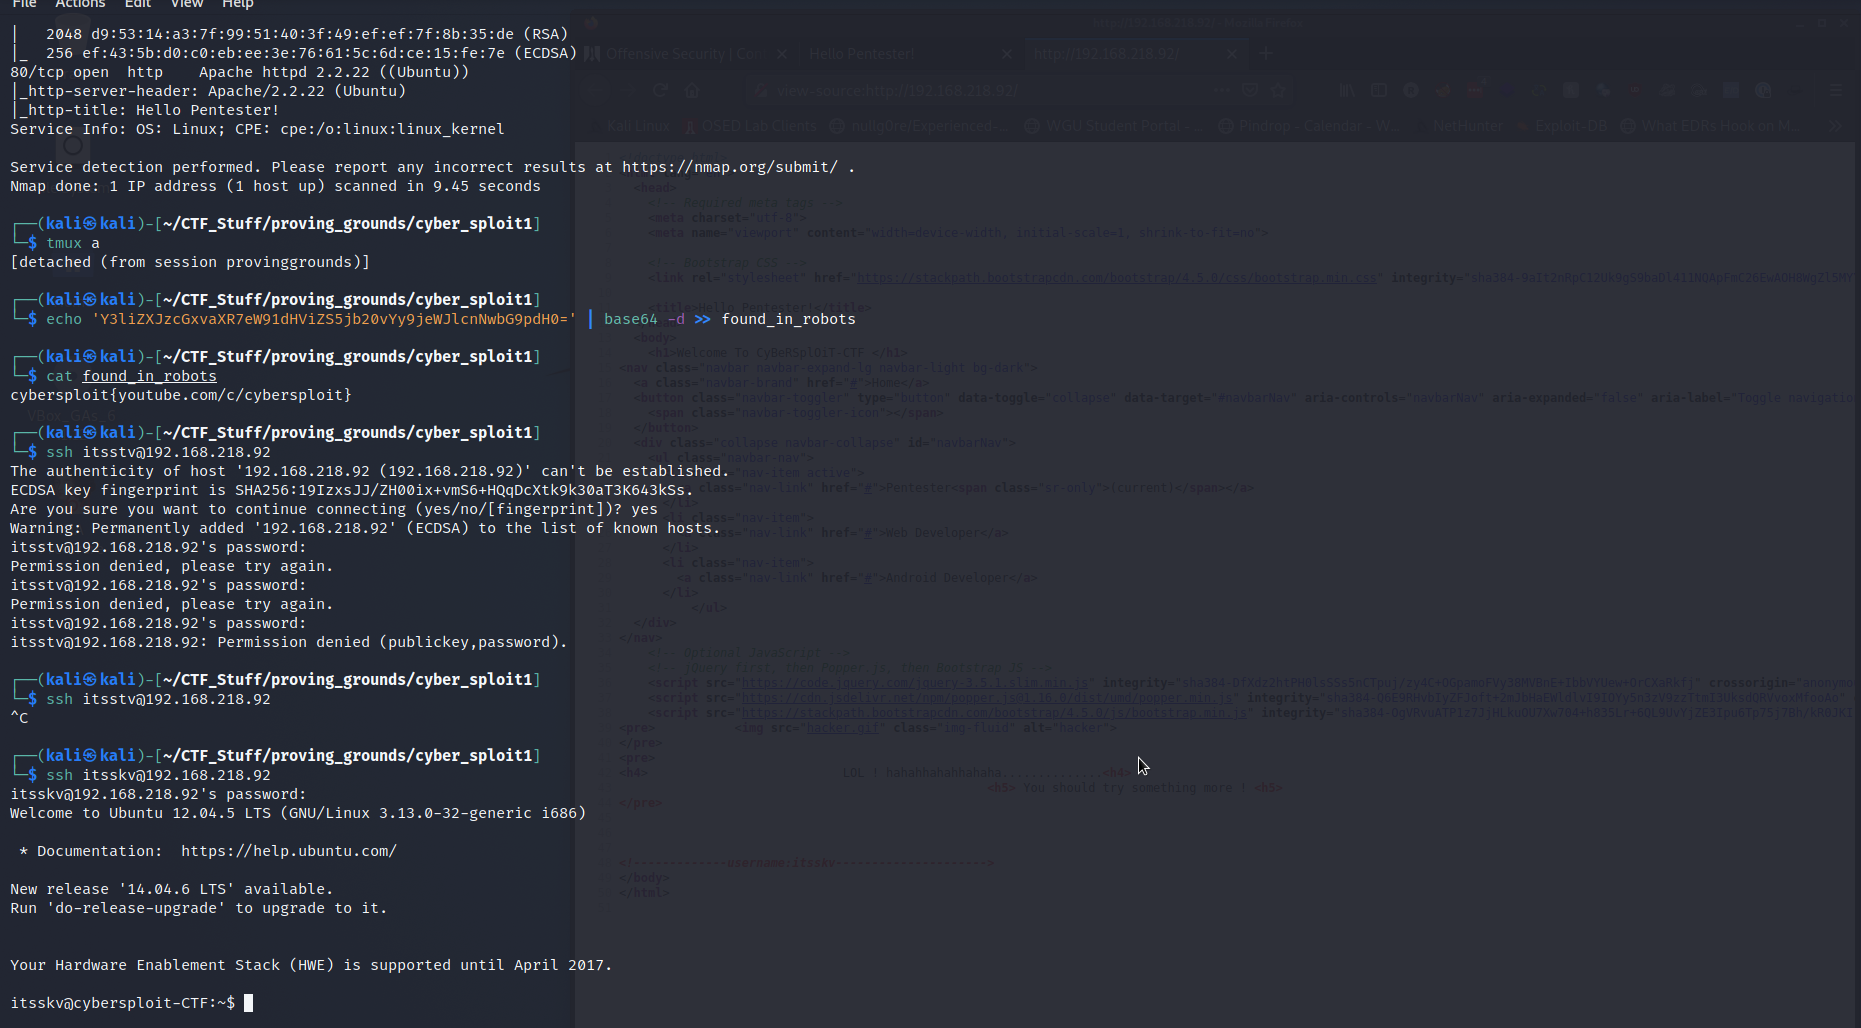 File Actions Edit View Help
|   2048 d9:53:14:a3:7f:99:51:40:3f:49:ef:ef:7f:8b:35:de (RSA)
|_  256 ef:43:5b:d0:c0:eb:ee:3e:76:61:5c:6d:ce:15:fe:7e (ECDSA)
80/tcp open  http    Apache httpd 2.2.22 ((Ubuntu))
|_http-server-header: Apache/2.2.22 (Ubuntu)
|_http-title: Hello Pentester!
Service Info: OS: Linux; CPE: cpe:/o:linux:linux_kernel
Service detection performed. Please report any incorrect results at https://nmap.org/submit/ .
Nmap done: 1 IP address (1 host up) scanned in 9.45 seconds
┌──(kali㉿kali)-[~/CTF_Stuff/proving_grounds/cyber_sploit1]
└─$ tmux a
[detached (from session provinggrounds)]
┌──(kali㉿kali)-[~/CTF_Stuff/proving_grounds/cyber_sploit1]
└─$ echo 'Y3liZXJzcGxvaXR7eW91dHViZS5jb20vYy9jeWJlcnNwbG9pdH0=' | base64 -d >> found_in_robots
┌──(kali㉿kali)-[~/CTF_Stuff/proving_grounds/cyber_sploit1]
└─$ cat found_in_robots
cybersploit{youtube.com/c/cybersploit}
┌──(kali㉿kali)-[~/CTF_Stuff/proving_grounds/cyber_sploit1]
└─$ ssh itsstv@192.168.218.92
The authenticity of host '192.168.218.92 (192.168.218.92)' can't be established.
ECDSA key fingerprint is SHA256:19IzxsJJ/ZH00ix+vmS6+HQqDcXtk9k30aT3K643kSs.
Are you sure you want to continue connecting (yes/no/[fingerprint])? yes
Warning: Permanently added '192.168.218.92' (ECDSA) to the list of known hosts.
itsstv@192.168.218.92's password:
Permission denied, please try again.
itsstv@192.168.218.92's password:
Permission denied, please try again.
itsstv@192.168.218.92's password:
itsstv@192.168.218.92: Permission denied (publickey,password).
┌──(kali㉿kali)-[~/CTF_Stuff/proving_grounds/cyber_sploit1]
└─$ ssh itsstv@192.168.218.92
^C
┌──(kali㉿kali)-[~/CTF_Stuff/proving_grounds/cyber_sploit1]
└─$ ssh itsskv@192.168.218.92
itsskv@192.168.218.92's password:
Welcome to Ubuntu 12.04.5 LTS (GNU/Linux 3.13.0-32-generic i686)
 * Documentation:  https://help.ubuntu.com/
New release '14.04.6 LTS' available.
Run 'do-release-upgrade' to upgrade to it.
Your Hardware Enablement Stack (HWE) is supported until April 2017.
itsskv@cybersploit-CTF:~$
Offensive Security | Con
Hello Pentester!
http://192.168.218.92/
view-source:http://192.168.218.92/
Kali Linux
OSED Lab Clients
WGU Student Portal -...
Pindrop - Calendar - W...
NetHunter
Exploit-DB
What EDRs Hook on M...
<head>
<!-- Required meta tags -->
<meta charset="utf-8">
<meta name="viewport" content="width=device-width, initial-scale=1, shrink-to-fit=no">
<!-- Bootstrap CSS -->
<link rel="stylesheet" href="https://stackpath.bootstrapcdn.com/bootstrap/4.5.0/css/bootstrap.min.css" integrity=
<title>Hello Pentester!</title>
<body>
<h1>Welcome To CyBeRSplOiT-CTF </h1>
<nav class="navbar navbar-expand-lg navbar-light bg-dark">
<a class="navbar-brand" href="#">Home</a>
<button class="navbar-toggler" type="button" data-toggle="collapse" data-target="#navbarNav" aria-controls="navbarNav" aria-expanded="false" aria-label="Toggle navigatio
<span class="navbar-toggler-icon"></span>
</button>
<div class="collapse navbar-collapse" id="navbarNav">
<ul class="navbar-nav">
class="nav-item active">
class="nav-link" href="#">Pentester<span class="sr-only">(current)</span></a>
</li>
<li class="nav-item">
class="nav-link" href="#">Web Developer</a>
</li>
<li class="nav-item">
<a class="nav-link" href="#">Android Developer</a>
</li>
</ul>
</div>
</nav>
<!-- Optional JavaScript -->
<!-- jQuery first, then Popper.js, then Bootstrap JS -->
<script src="https://code.jquery.com/jquery-3.5.1.slim.min.js" integrity=
<script src="https://cdn.jsdelivr.net/npm/popper.js@1.16.0/dist/umd/popper.min.js" integrity=
<script src="https://stackpath.bootstrapcdn.com/bootstrap/4.5.0/js/bootstrap.min.js" integrity=
<pre> <img src="hacker.gif" class="img-fluid" alt="hacker">
</pre>
<pre>
<h4> LOL ! hahahhahahhahaha................<h4>
<h5> You should try something more ! <h5>
</pre>
<!-------------username:itsskv--------------------->
</body>
</html>